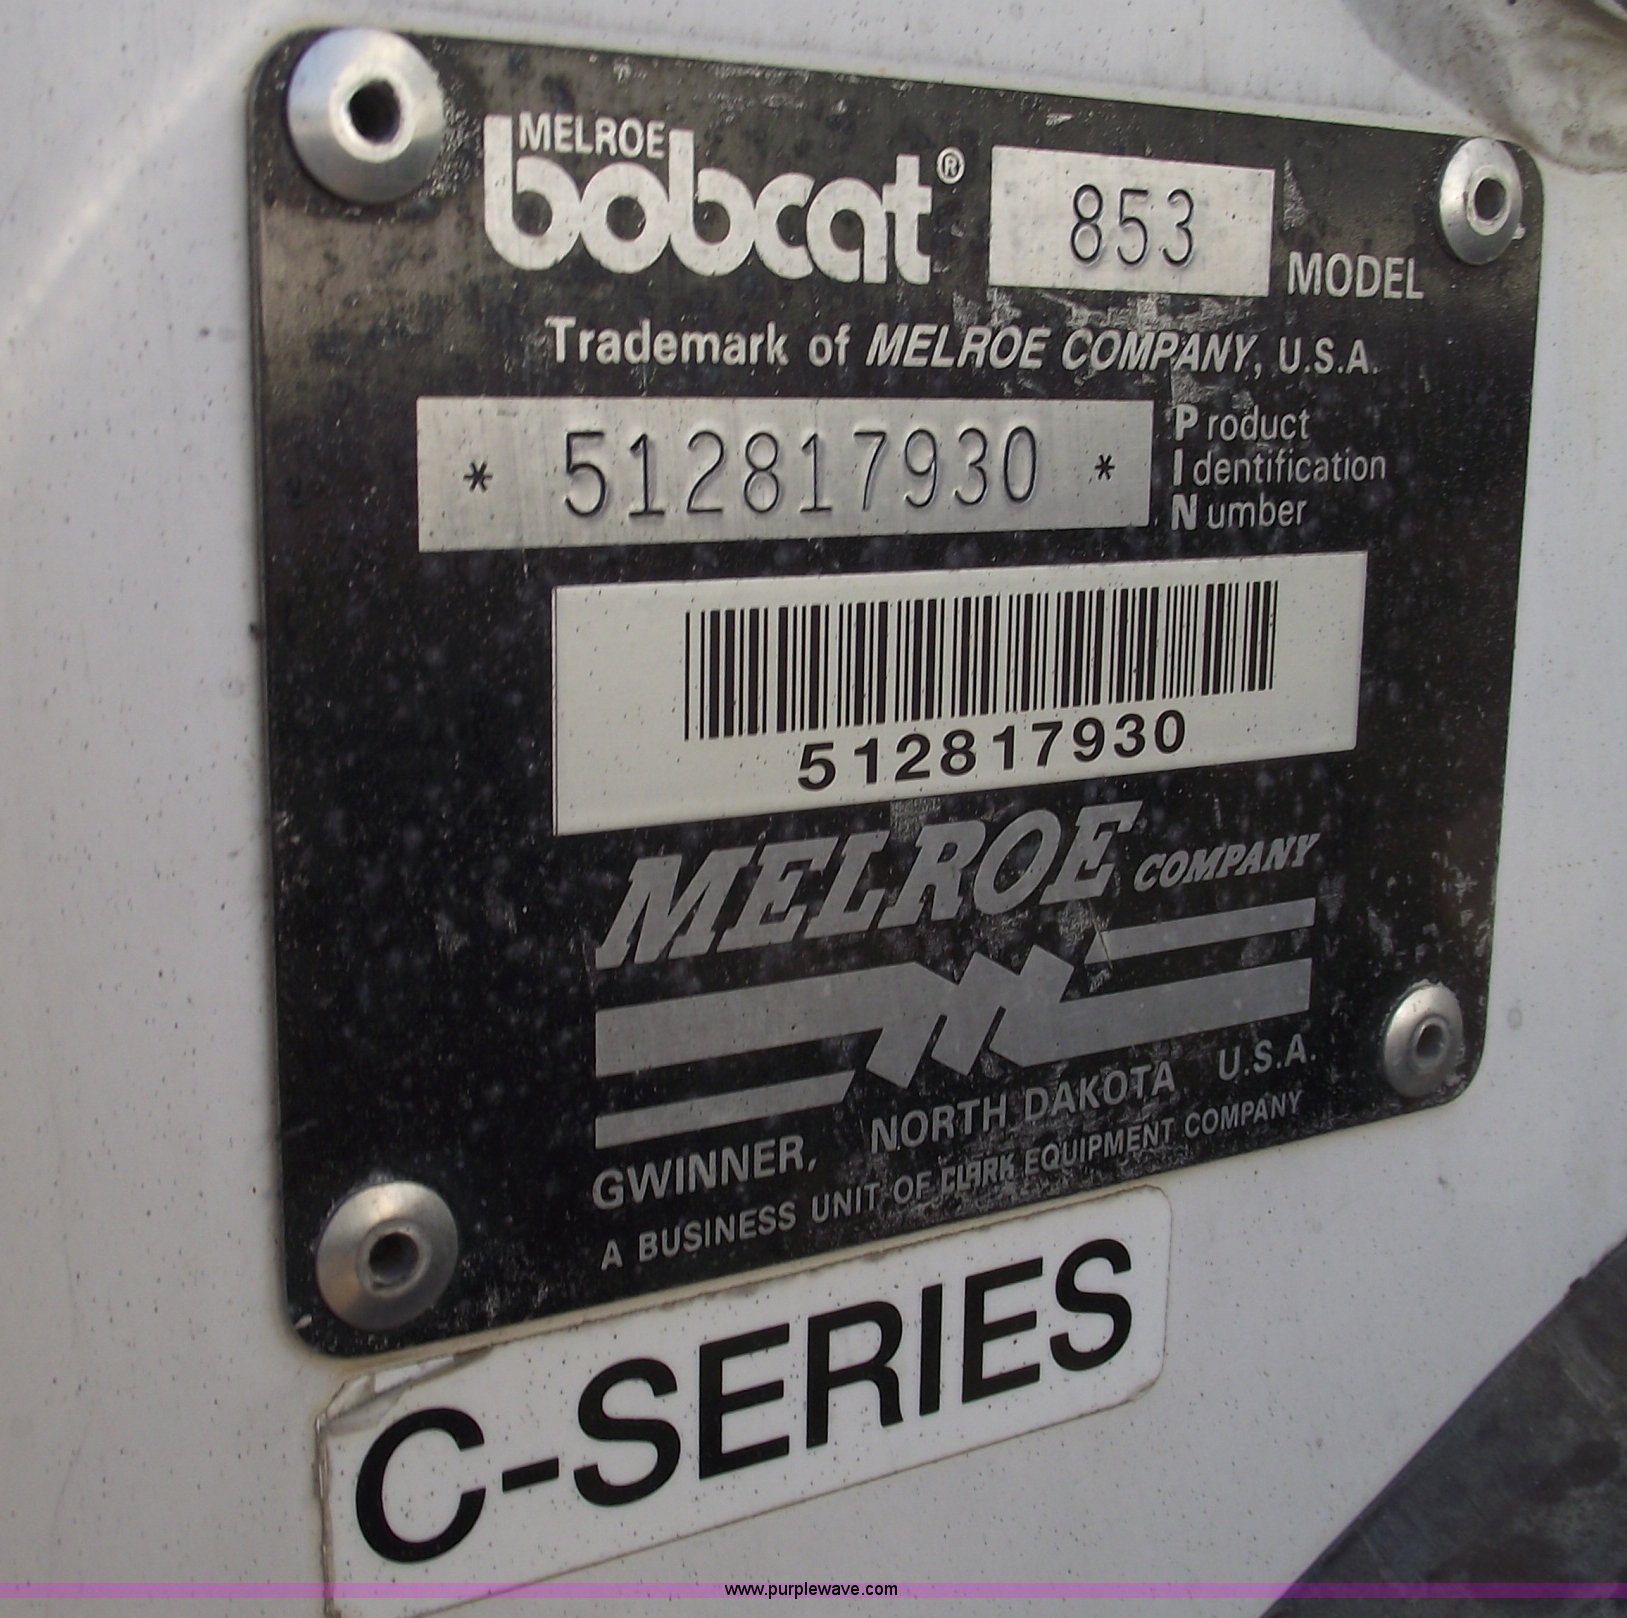 MELROE
bobcat® 853 MODEL
Trademark of MELROE COMPANY, U.S.A.
* 512817930 * Product
Identification
Number
512817930
MELROE COMPANY
GWINNER, NORTH DAKOTA U.S.A.
A BUSINESS UNIT OF CLARK EQUIPMENT COMPANY
C-SERIES
www.purplewave.com